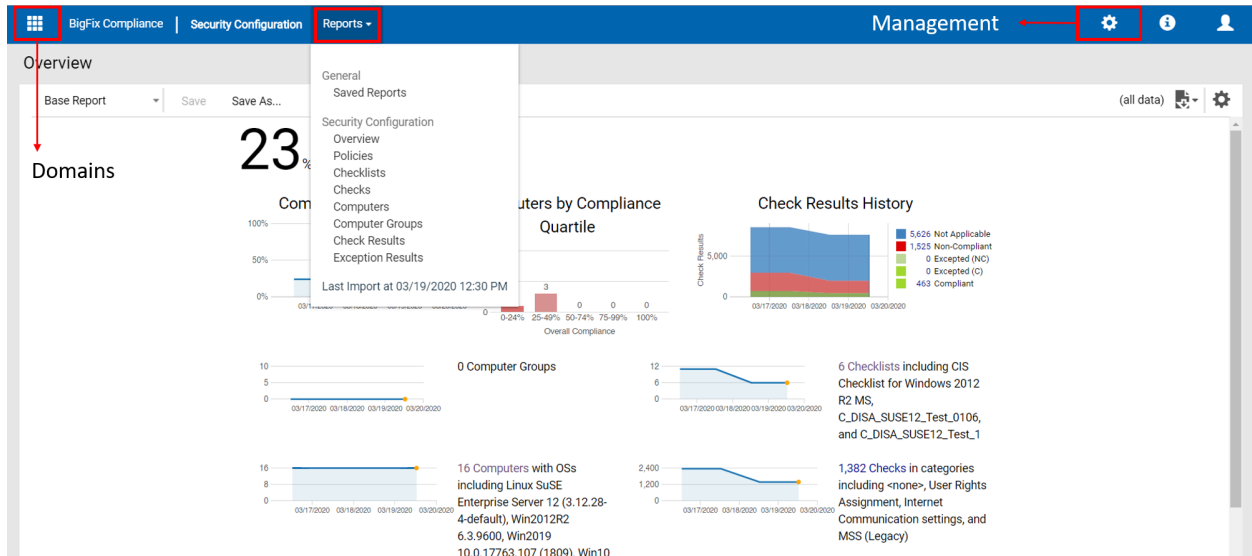 BigFix Compliance | Security Configuration Reports
Management
Overview
Base Report Save Save As... (all data)
Domains
General
Saved Reports
Security Configuration
Overview
Policies
Checklists
Checks
Computers
Computer Groups
Check Results
Exception Results
Last Import at 03/19/2020 12:30 PM
23%
Com
100%
50%
0%
uters by Compliance
Quartile
3 0 0 0
0
0-24% 25-49% 50-74% 75-99% 100%
Overall Compliance
Check Results History
Check Results
5,000
0
03/17/2020 03/18/2020 03/19/2020 03/20/2020
5,626 Not Applicable
1,525 Non-Compliant
0 Excepted (NC)
0 Excepted (C)
463 Compliant
10
5
0
03/17/2020 03/18/2020 03/19/2020 03/20/2020
0 Computer Groups
12
6
0
03/17/2020 03/18/2020 03/19/2020 03/20/2020
6 Checklists including CIS
Checklist for Windows 2012
R2 MS,
C_DISA_SUSE12_Test_0106,
and C_DISA_SUSE12_Test_1
16
8
0
03/17/2020 03/18/2020 03/19/2020 03/20/2020
16 Computers with OSs
including Linux SuSE
Enterprise Server 12 (3.12.28-
4-default), Win2012R2
6.3.9600, Win2019
10.0.17763.107 (1809), Win10
2,400
1,200
0
03/17/2020 03/18/2020 03/19/2020 03/20/2020
1,382 Checks in categories
including <none>, User Rights
Assignment, Internet
Communication settings, and
MSS (Legacy)